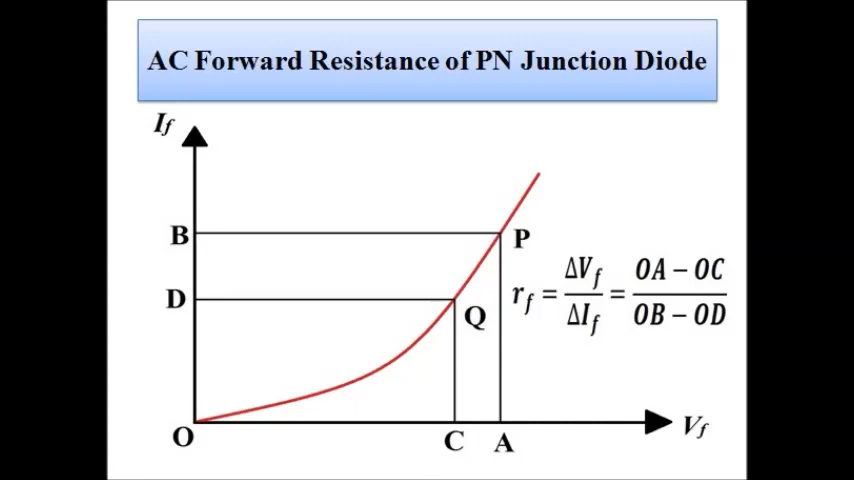 AC Forward Resistance of PN Junction Diode
If
B
P
D
Q
rf = ΔVf / ΔIf = OA − OC / OB − OD
O
C
A
Vf